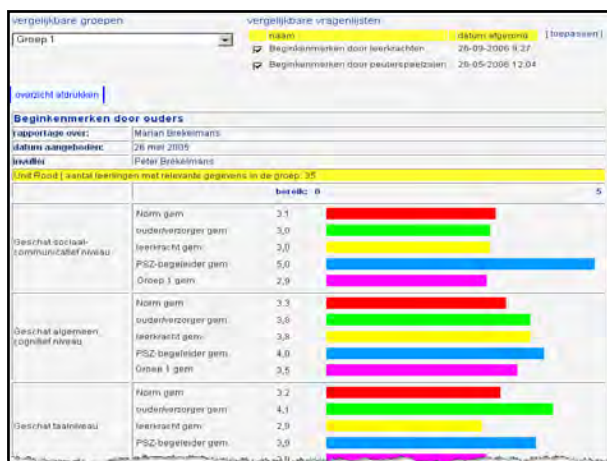 vergelijkbare groepen
vergelijkbare vragenlijsten
Groep 1
naam datum afgerond [toepassen]
Beginkenmerken door leerkrachten 26-09-2006 9:27
Beginkenmerken door peuterspeelzalen 26-05-2006 12:04
overzicht afdrukken
Beginkenmerken door ouders
rapportage over: Marian Brekelmans
datum aangeboden: 26 mei 2005
invuller Peter Brekelmans
Unit Rood | aantal leerlingen met relevante gegevens in de groep: 35
bereik: 0 5
Geschat sociaal-communicatief niveau
Norm gem 3,1
ouder/verzorger gem. 3,0
leerkracht gem. 3,0
PSZ-begeleider gem. 5,0
Groep 1 gem. 2,9
Geschat algemeen cognitief niveau
Norm gem 3,3
ouder/verzorger gem. 3,8
leerkracht gem. 3,8
PSZ-begeleider gem. 4,0
Groep 1 gem. 3,5
Geschat taalniveau
Norm gem 3,2
ouder/verzorger gem. 4,1
leerkracht gem. 2,9
PSZ-begeleider gem. 3,9